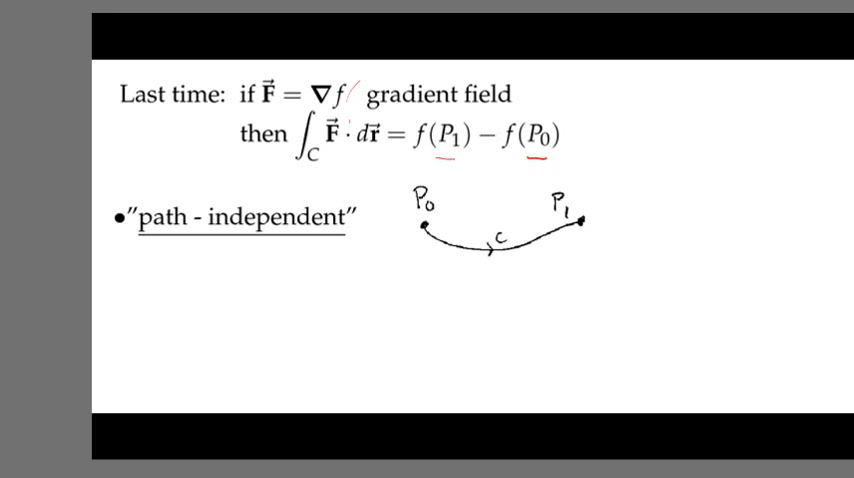 Last time: if F⃗ = ∇f gradient field
then ∫_C F⃗ · dr⃗ = f(P₁) − f(P₀)
●"path - independent"
P₀ P₁
C